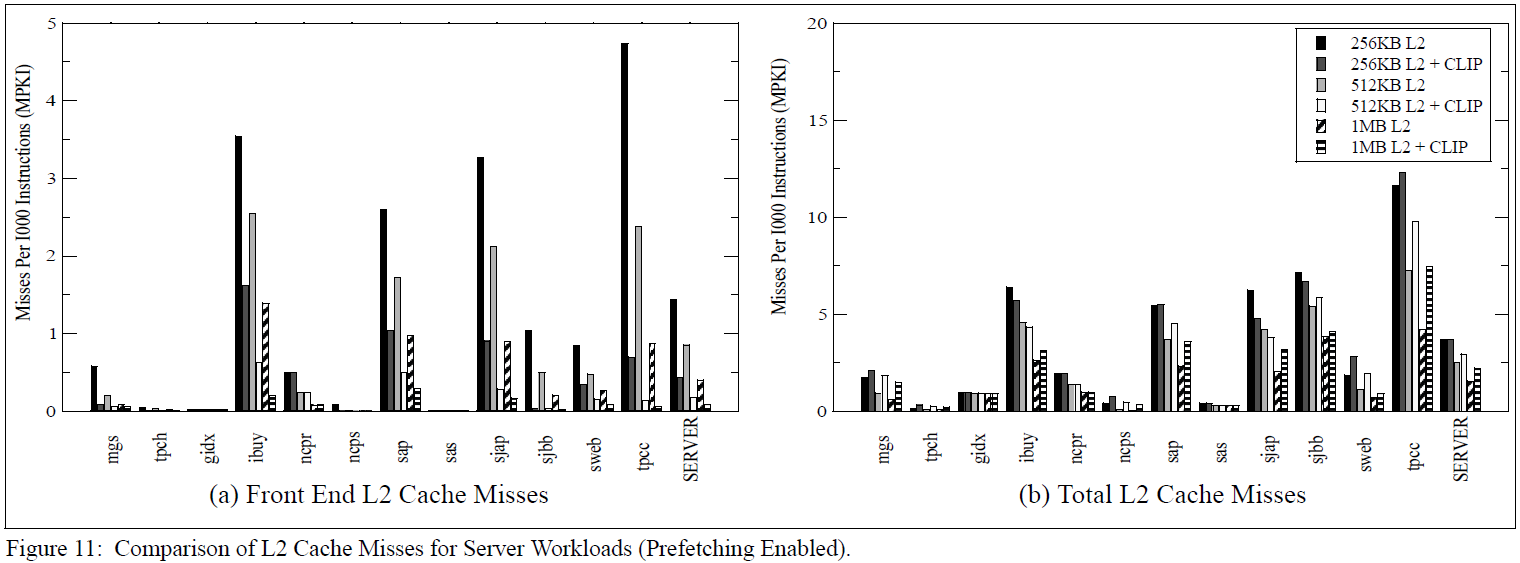 5
4
3
2
1
0
Misses Per I000 Instructions (MPKI)
mgs
tpch
gidx
ibuy
ncpr
ncps
sap
sas
sjap
sjbb
sweb
tpcc
SERVER
(a) Front End L2 Cache Misses
20
15
10
5
0
Misses Per I000 Instructions (MPKI)
256KB L2
256KB L2 + CLIP
512KB L2
512KB L2 + CLIP
1MB L2
1MB L2 + CLIP
mgs
tpch
gidx
ibuy
ncpr
ncps
sap
sas
sjap
sjbb
sweb
tpcc
SERVER
(b) Total L2 Cache Misses
Figure 11: Comparison of L2 Cache Misses for Server Workloads (Prefetching Enabled).